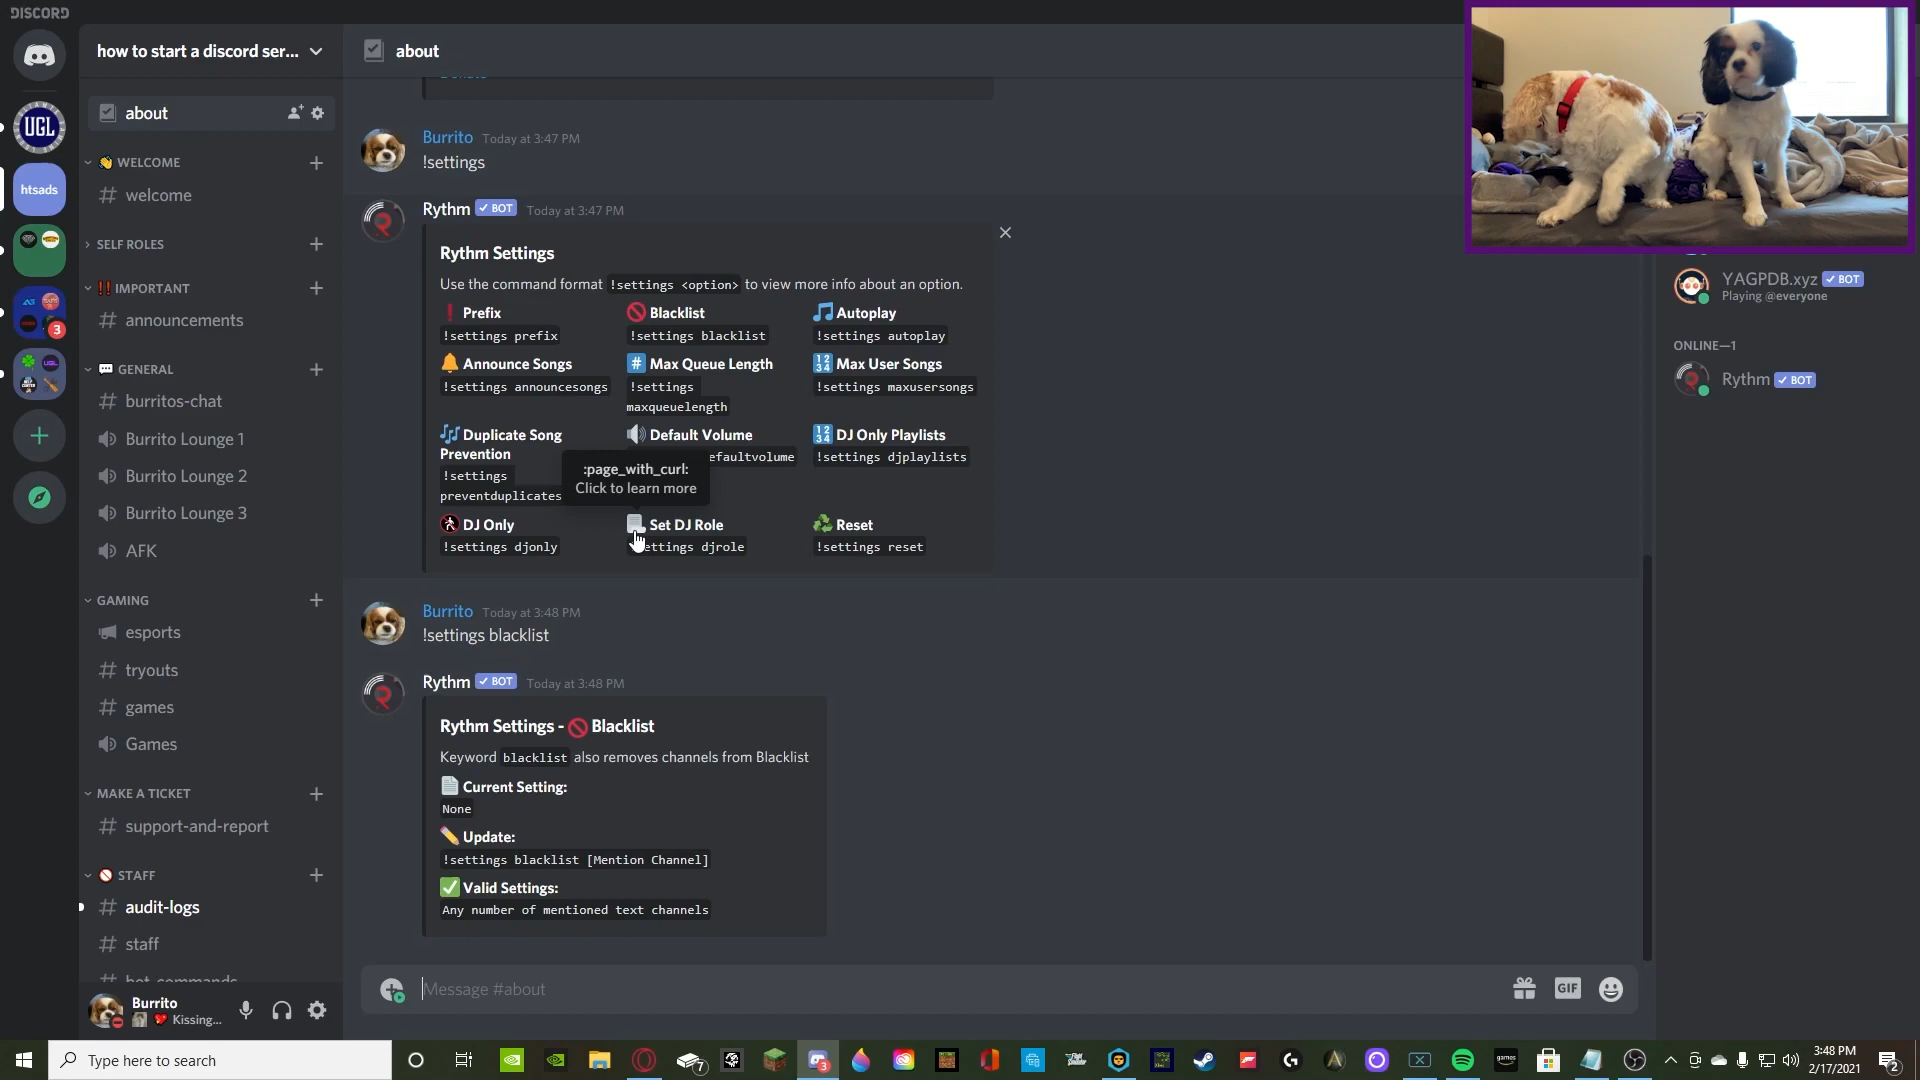 DISCORD
how to start a discord ser...
about
about
WELCOME
welcome
SELF ROLES
IMPORTANT
announcements
GENERAL
burritos-chat
Burrito Lounge 1
Burrito Lounge 2
Burrito Lounge 3
AFK
GAMING
esports
tryouts
games
Games
MAKE A TICKET
support-and-report
STAFF
audit-logs
staff
bot-commands
UGL
htsads
3
Burrito
Kissing...
Burrito Today at 3:47 PM
!settings
Rythm ✓ BOT Today at 3:47 PM
Rythm Settings
Use the command format !settings <option> to view more info about an option.
Prefix
!settings prefix
Blacklist
!settings blacklist
Autoplay
!settings autoplay
Announce Songs
!settings announcesongs
Max Queue Length
!settings
maxqueuelength
Max User Songs
!settings maxusersongs
Duplicate Song
Prevention
!settings
preventduplicates
Default Volume
efaultvolume
DJ Only Playlists
!settings djplaylists
:page_with_curl:
Click to learn more
DJ Only
!settings djonly
Set DJ Role
ettings djrole
Reset
!settings reset
Burrito Today at 3:48 PM
!settings blacklist
Rythm ✓ BOT Today at 3:48 PM
Rythm Settings - Blacklist
Keyword blacklist also removes channels from Blacklist
Current Setting:
None
Update:
!settings blacklist [Mention Channel]
Valid Settings:
Any number of mentioned text channels
Message #about
GIF
YAGPDB.xyz ✓ BOT
Playing @everyone
ONLINE—1
Rythm ✓ BOT
Type here to search
7
3
3:48 PM
2/17/2021
2